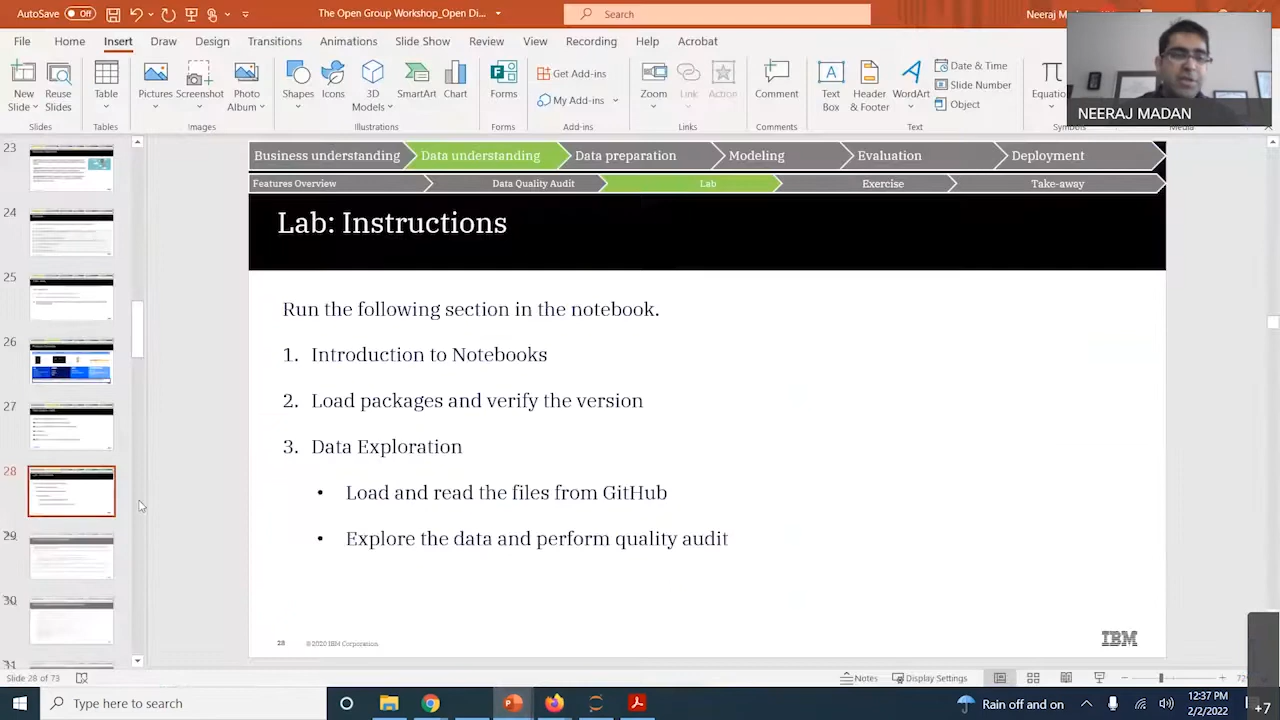 AutoSave Off
The Open Group Workshop_Open Di...
Search
Neeraj M
File Home Insert Draw Design Transitions Animations Slide Show Review Recording Help Acrobat
New Slide
Reuse Slides
Table
Pictures
Screenshot
Photo Album
Shapes
Icons
3D Models
SmartArt
Chart
Forms
Get Add-ins
My Add-ins
Zoom
Link
Action
Comment
Text Box
Header & Footer
WordArt
Date & Time
Slide Number
Object
Equation
Slides Tables Images Illustrations Forms Add-ins Links Comments Text Symbols Media
NEERAJ MADAN
Business understanding Data understanding Data preparation Modeling Evaluation Deployment
Features Overview Data Quality Audit Lab Exercise Take-away
Lab: Instructions
Run the following section in the notebook.
1. Introduction to NOAA JFK
2. Load packages and verify the version
3. Data Exploration
• Load and read the files from GitHub
• Explore the data and perform quality audit
28 © 2020 IBM Corporation
IBM
23
24
25
26
27
28
29
30
31
Slide 28 of 73
Notes
Display Settings
72%
Type here to search
Rain off and on
12:37 PM
2/2/2022
+7